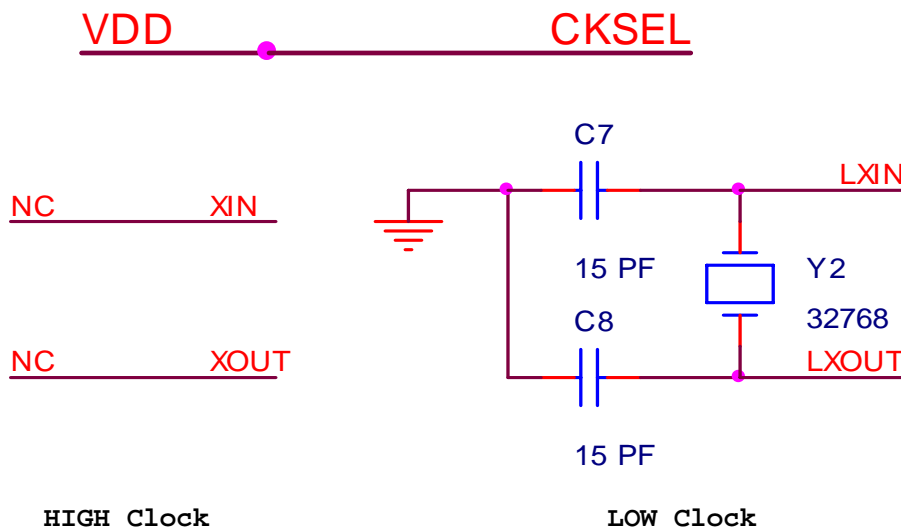 VDD CKSEL
C7
LXIN
NC XIN
15 PF Y2
C8 32768
NC XOUT LXOUT
15 PF
HIGH Clock LOW Clock